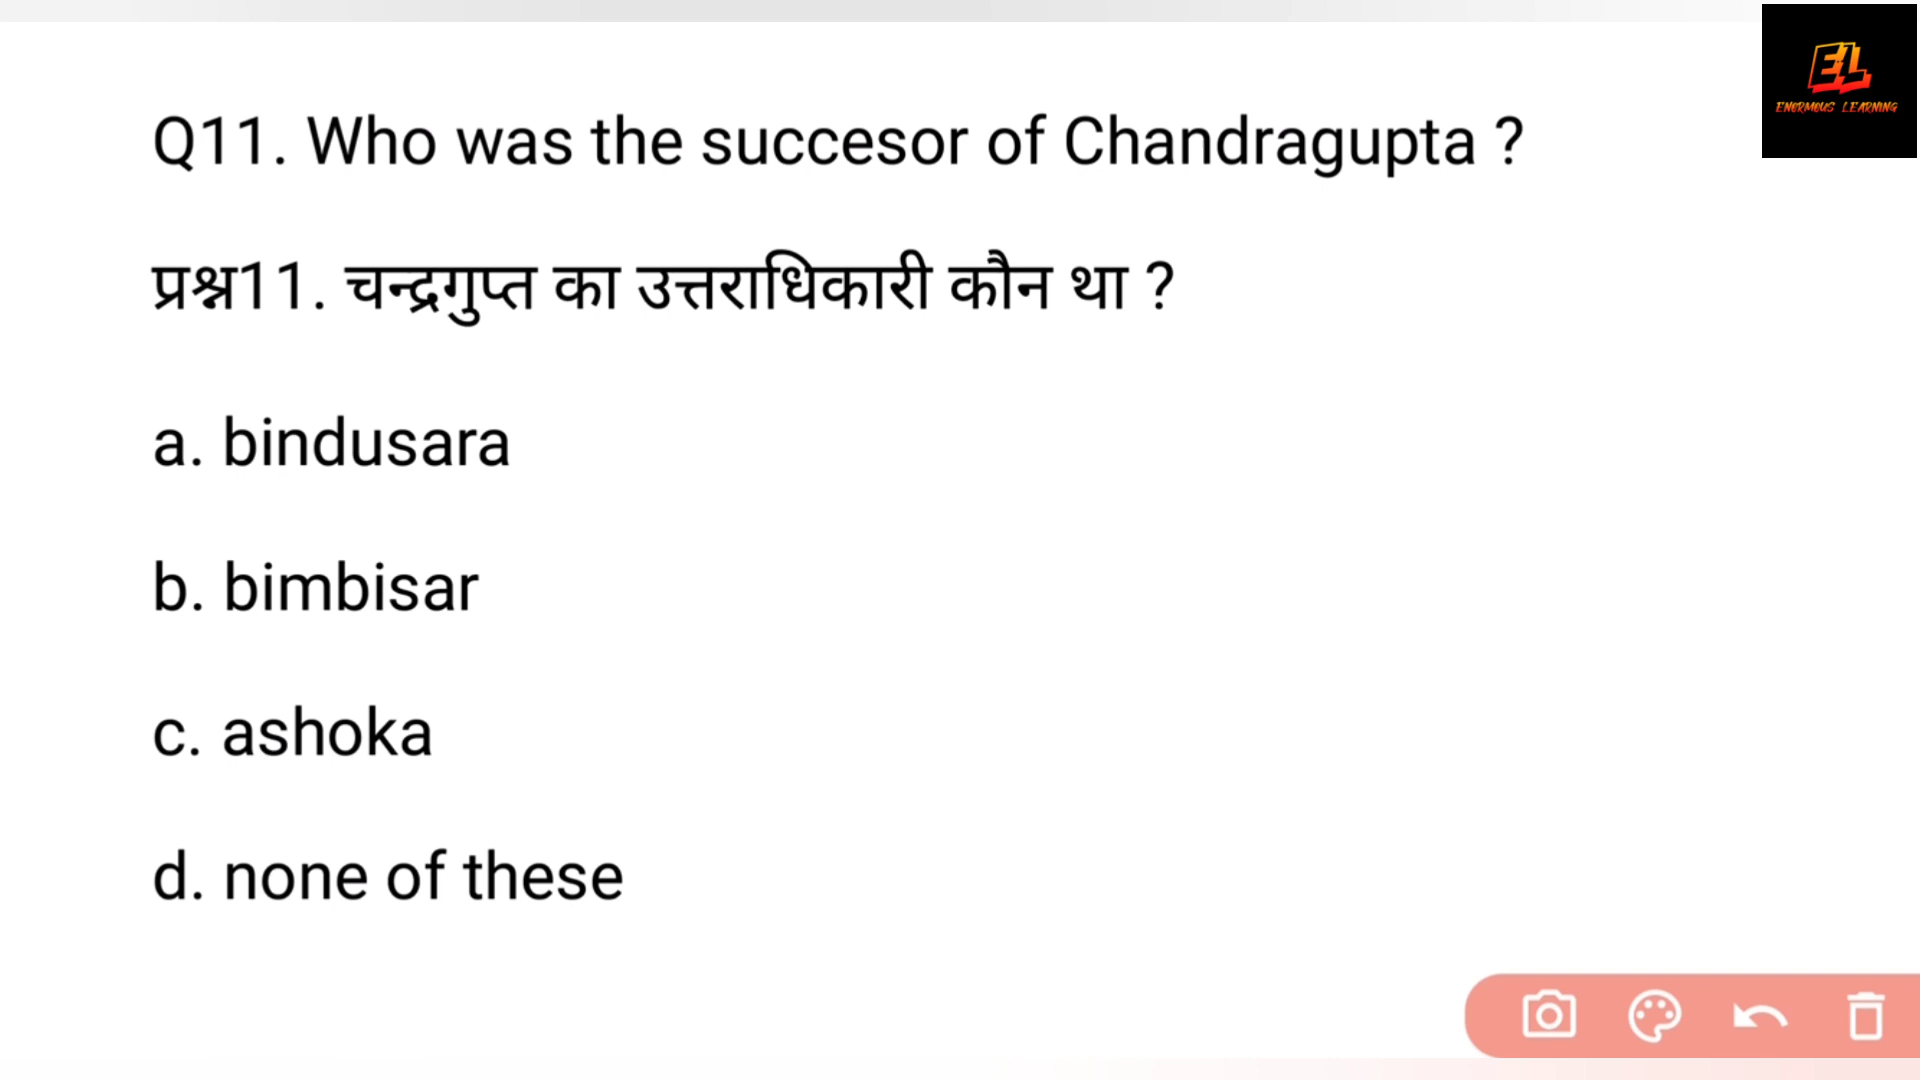 EL
ENORMOUS LEARNING
Q11. Who was the succesor of Chandragupta ?
प्रश्न11. चन्द्रगुप्त का उत्तराधिकारी कौन था ?
a. bindusara
b. bimbisar
c. ashoka
d. none of these